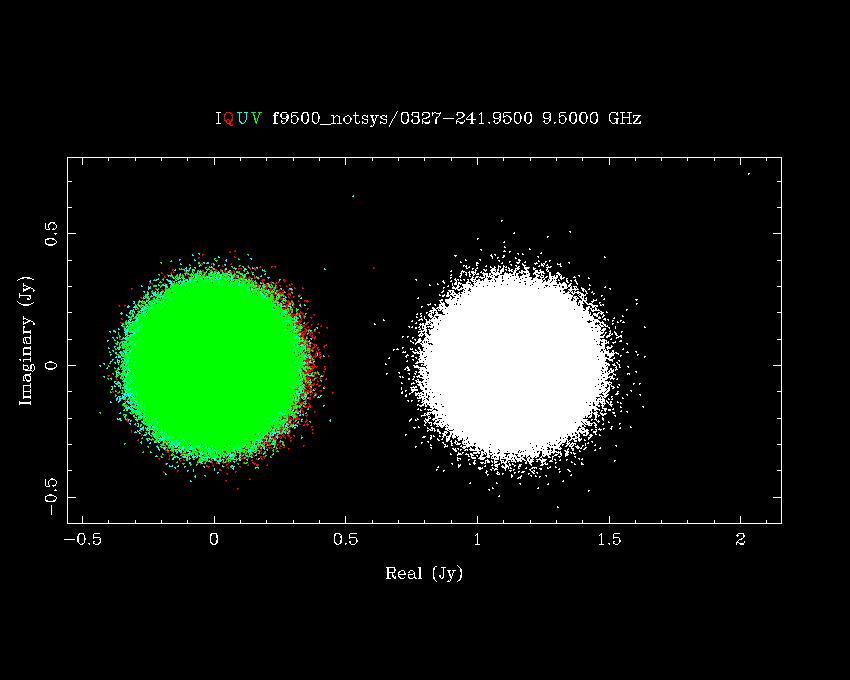 IQUV f9500_notsys/0327-241.9500 9.5000 GHz
0.5
0
-0.5
Imaginary (Jy)
-0.5 0 0.5 1 1.5 2
Real (Jy)